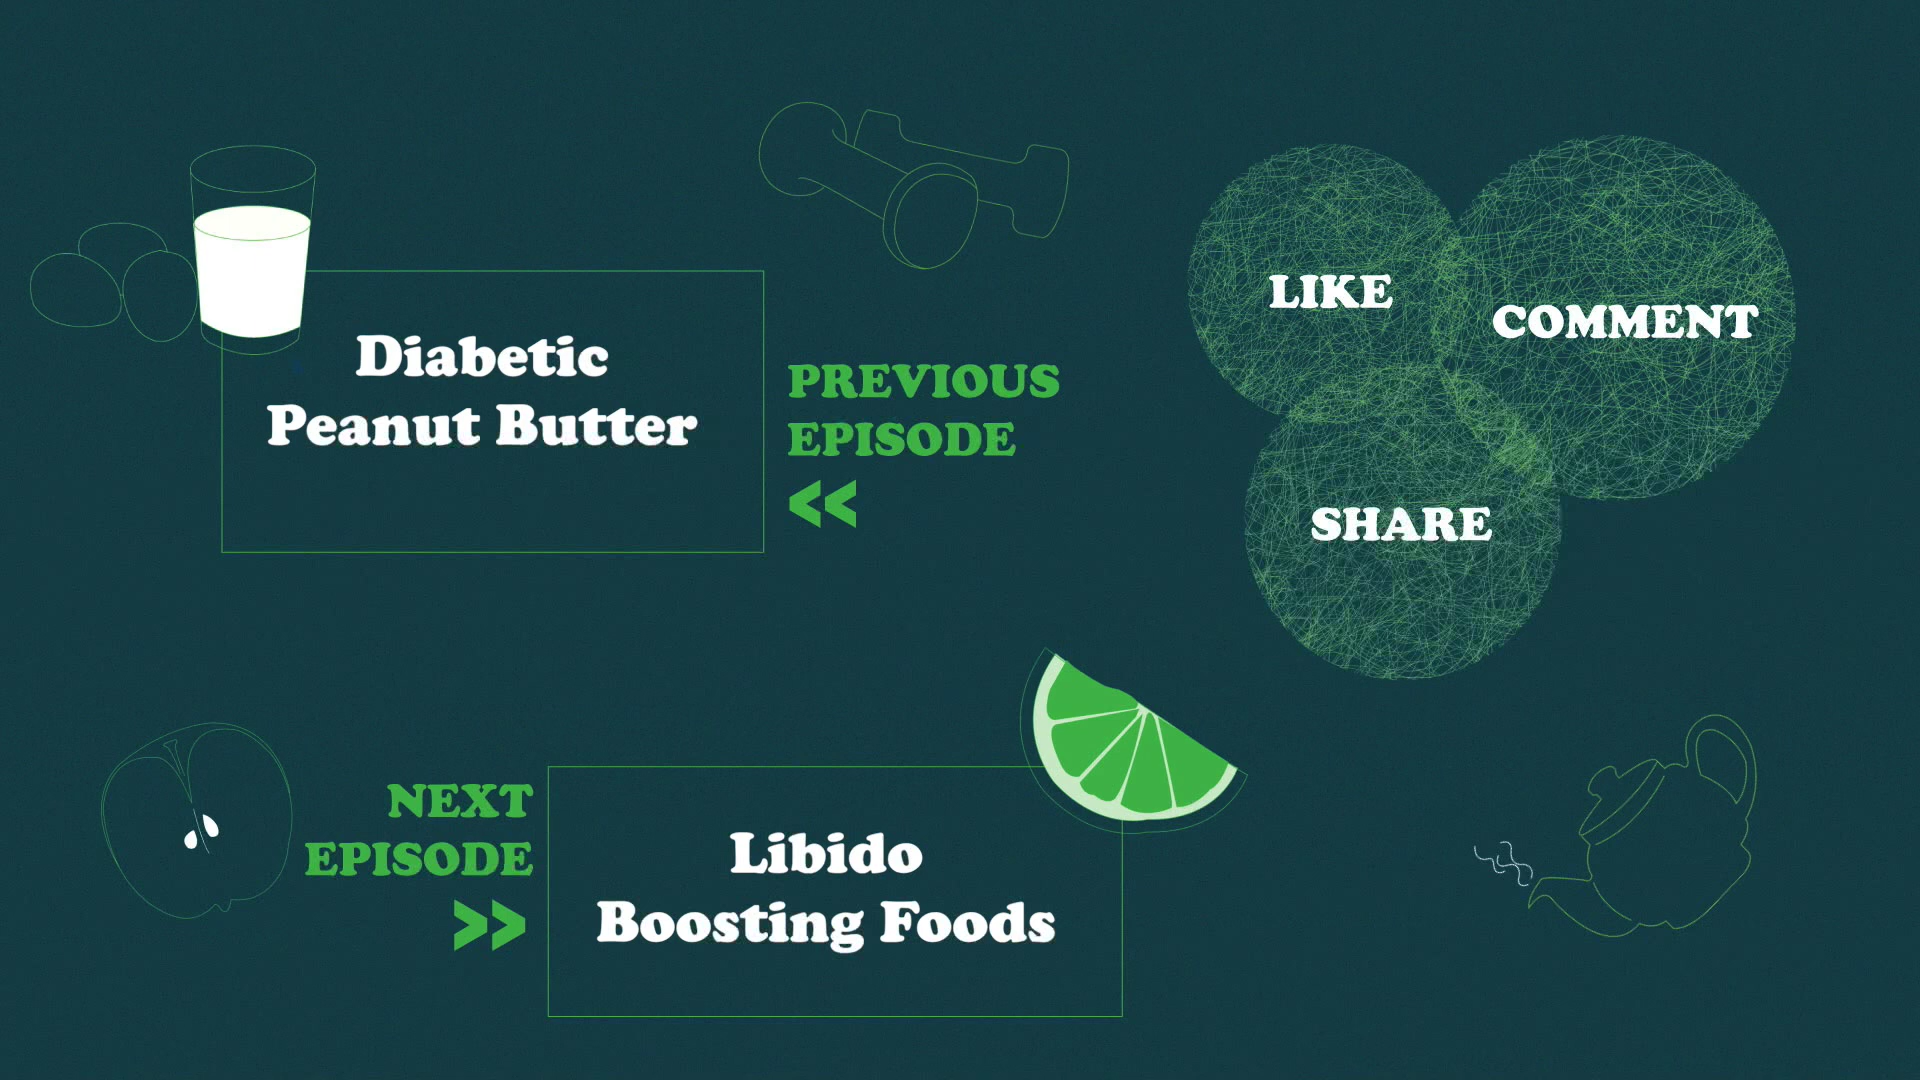 Diabetic
Peanut Butter
PREVIOUS
EPISODE
<<
LIKE
COMMENT
SHARE
NEXT
EPISODE
>>
Libido
Boosting Foods